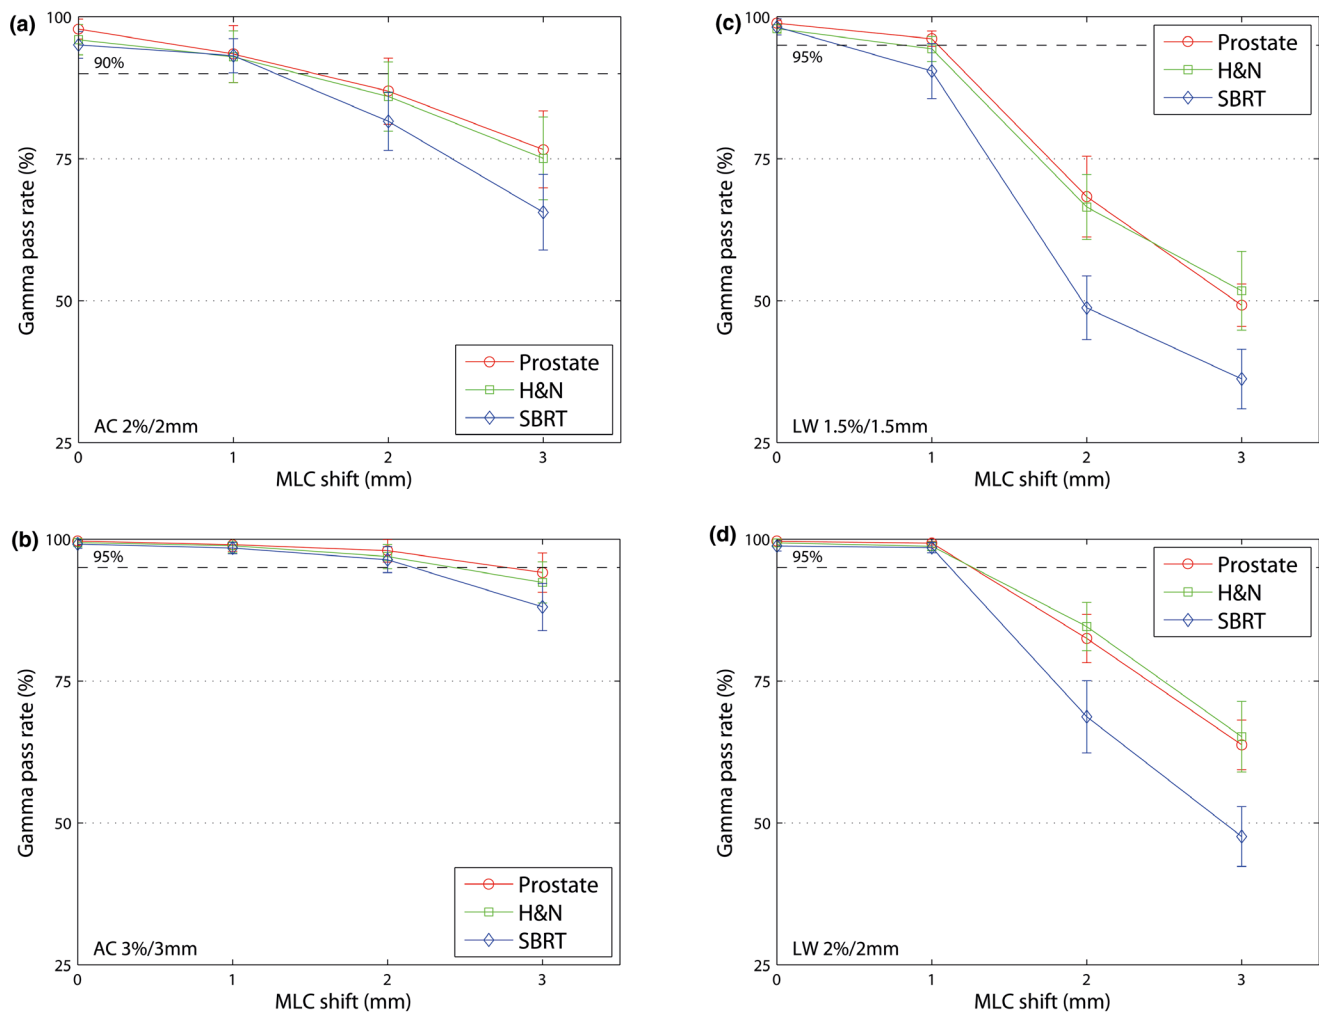 (a)
100
90%
75
50
25
Gamma pass rate (%)
Prostate
H&N
SBRT
AC 2%/2mm
0 1 2 3
MLC shift (mm)
(c)
100
95%
75
50
25
Gamma pass rate (%)
Prostate
H&N
SBRT
LW 1.5%/1.5mm
0 1 2 3
MLC shift (mm)
(b)
100
95%
75
50
25
Gamma pass rate (%)
Prostate
H&N
SBRT
AC 3%/3mm
0 1 2 3
MLC shift (mm)
(d)
100
95%
75
50
25
Gamma pass rate (%)
Prostate
H&N
SBRT
LW 2%/2mm
0 1 2 3
MLC shift (mm)